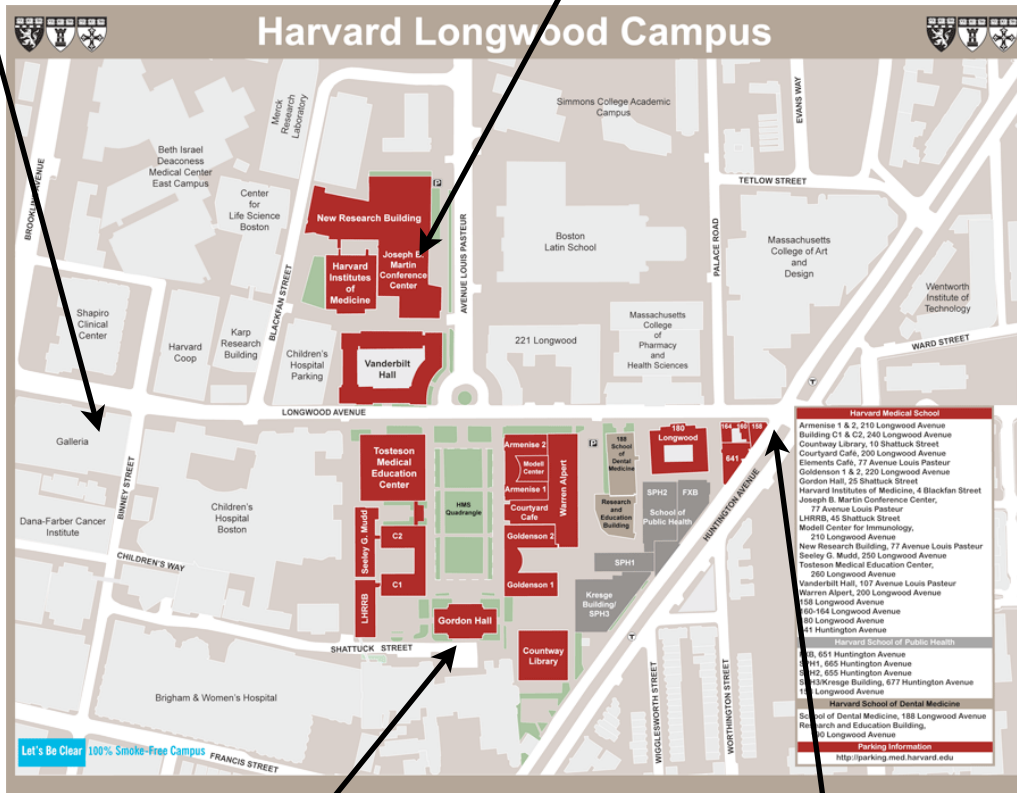 Harvard Longwood Campus
Simmons College Academic
Campus
EVANS WAY
Merck
Research
Laboratory
Beth Israel
Deaconess
Medical Center
East Campus
BROOKLINE AVENUE
Center
for
Life Science
Boston
P
TETLOW STREET
New Research Building
AVENUE LOUIS PASTEUR
Boston
Latin School
PALACE ROAD
Massachusetts
College of Art
and
Design
Joseph B.
Martin
Conference
Center
Harvard
Institutes
of
Medicine
BLACKFAN STREET
Wentworth
Institute of
Technology
Shapiro
Clinical
Center
Harvard
Coop
Karp
Research
Building
Children's
Hospital
Parking
Vanderbilt
Hall
221 Longwood
Massachusetts
College
of
Pharmacy
and
Health Sciences
WARD STREET
T
LONGWOOD AVENUE
Galleria
BINNEY STREET
Tosteson
Medical
Education
Center
Armenise 2
Modell
Center
Armenise 1
Courtyard
Cafe
Goldenson 2
Goldenson 1
Warren Alpert
P
188
School
of Dental
Medicine
Research
and
Education
Building
180
Longwood
164
160
158
641
HUNTINGTON AVENUE
SPH2
FXB
School of
Public Health
SPH1
Kresge
Building/
SPH3
T
Dana-Farber Cancer
Institute
Children's
Hospital
Boston
CHILDREN'S WAY
Seeley G. Mudd
C2
C1
LHRRB
HMS
Quadrangle
Gordon Hall
SHATTUCK STREET
Countway
Library
Brigham & Women's Hospital
FRANCIS STREET
WIGGLESWORTH STREET
WORTHINGTON STREET
Let's Be Clear 100% Smoke-Free Campus
Harvard Medical School
Armenise 1 & 2, 210 Longwood Avenue
Building C1 & C2, 240 Longwood Avenue
Countway Library, 10 Shattuck Street
Courtyard Café, 200 Longwood Avenue
Elements Café, 77 Avenue Louis Pasteur
Goldenson 1 & 2, 220 Longwood Avenue
Gordon Hall, 25 Shattuck Street
Harvard Institutes of Medicine, 4 Blackfan Street
Joseph B. Martin Conference Center,
77 Avenue Louis Pasteur
LHRRB, 45 Shattuck Street
Modell Center for Immunology,
210 Longwood Avenue
New Research Building, 77 Avenue Louis Pasteur
Seeley G. Mudd, 250 Longwood Avenue
Tosteson Medical Education Center,
260 Longwood Avenue
Vanderbilt Hall, 107 Avenue Louis Pasteur
Warren Alpert, 200 Longwood Avenue
158 Longwood Avenue
160-164 Longwood Avenue
180 Longwood Avenue
641 Huntington Avenue
Harvard School of Public Health
FXB, 651 Huntington Avenue
SPH1, 665 Huntington Avenue
SPH2, 655 Huntington Avenue
SPH3/Kresge Building, 677 Huntington Avenue
Longwood Avenue
Harvard School of Dental Medicine
School of Dental Medicine, 188 Longwood Avenue
Research and Education Building,
Longwood Avenue
Parking Information
http://parking.med.harvard.edu